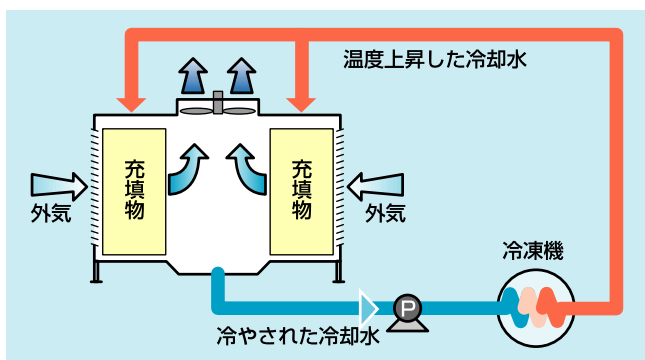 温度上昇した冷却水
充填物
充填物
外気
外気
冷凍機
P
冷やされた冷却水